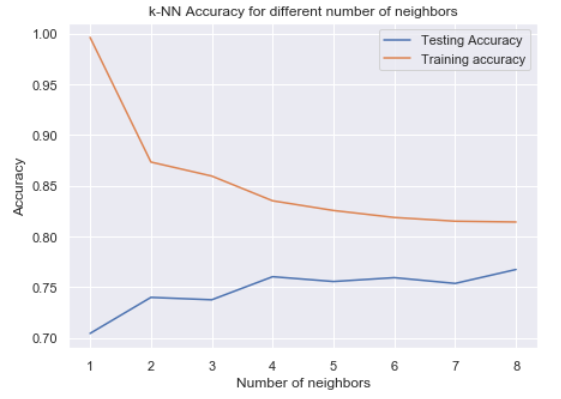 k-NN Accuracy for different number of neighbors
1.00
Testing Accuracy
Training accuracy
0.95
0.90
0.85
0.80
0.75
0.70
Accuracy
1 2 3 4 5 6 7 8
Number of neighbors